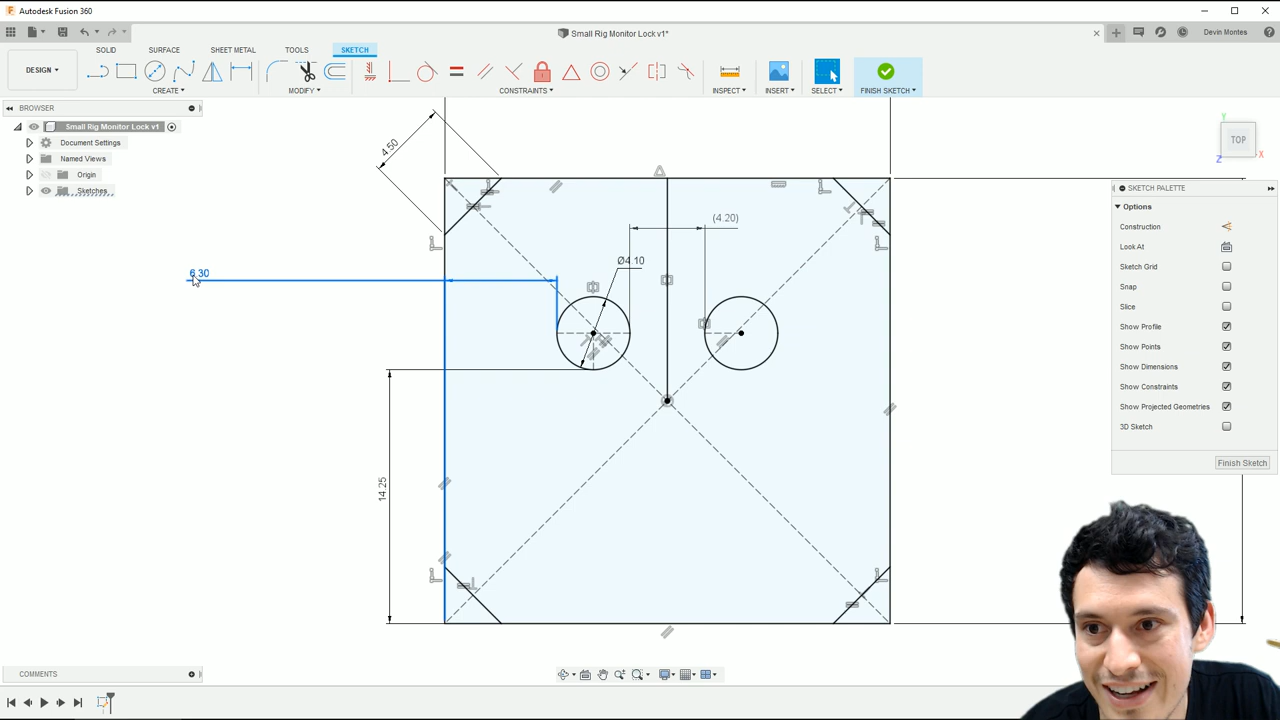 Autodesk Fusion 360
Small Rig Monitor Lock v1*
Devin Montes
DESIGN
SOLID SURFACE SHEET METAL TOOLS SKETCH
CREATE MODIFY CONSTRAINTS INSPECT INSERT SELECT FINISH SKETCH
BROWSER
Small Rig Monitor Lock v1
Document Settings
Named Views
Origin
Sketches
4.50
(4.20)
Ø4.10
6.30
14.25
Y
TOP
X
Z
SKETCH PALETTE
Options
Construction
Look At
Sketch Grid
Snap
Slice
Show Profile
Show Points
Show Dimensions
Show Constraints
Show Projected Geometries
3D Sketch
Finish Sketch
COMMENTS